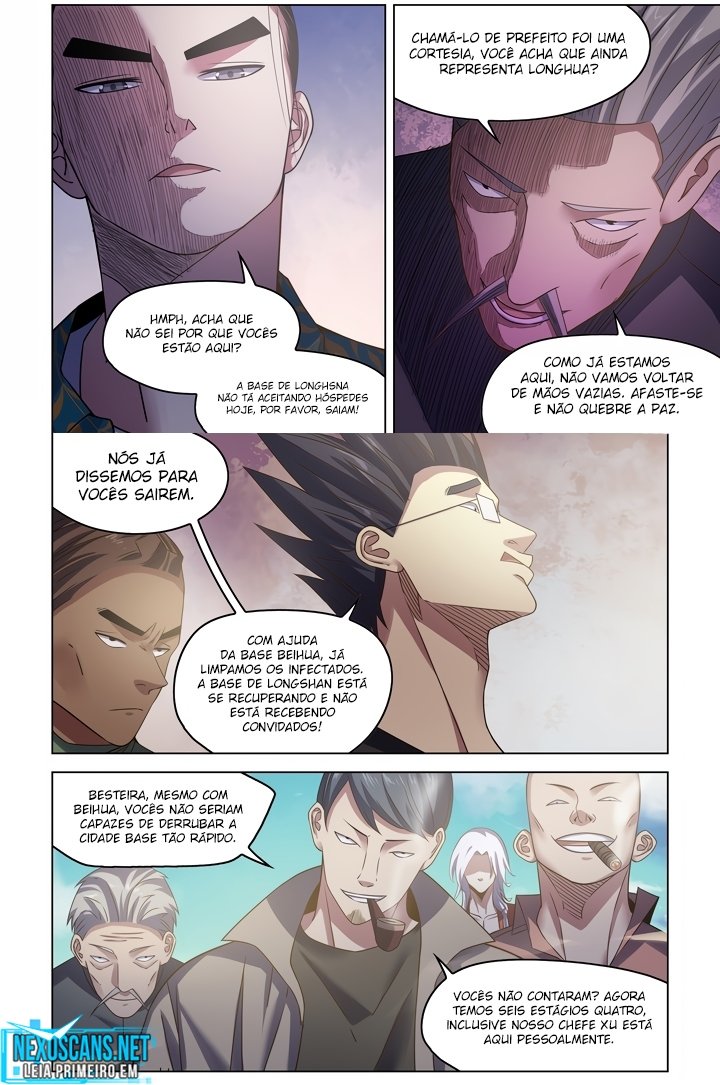 CHAMÁ-LO DE PREFEITO FOI UMA
CORTESIA, VOCÊ ACHA QUE AINDA
REPRESENTA LONGHUA?
HMPH, ACHA QUE
NÃO SEI POR QUE VOCÊS
ESTÃO AQUI?
A BASE DE LONGHSNA
NÃO TÁ ACEITANDO HÓSPEDES
HOJE, POR FAVOR, SAIAM!
COMO JÁ ESTAMOS
AQUI, NÃO VAMOS VOLTAR
DE MÃOS VAZIAS. AFASTE-SE
E NÃO QUEBRE A PAZ.
NÓS JÁ
DISSEMOS PARA
VOCÊS SAIREM.
COM AJUDA
DA BASE BEIHUA, JÁ
LIMPAMOS OS INFECTADOS.
A BASE DE LONGSHAN ESTÁ
SE RECUPERANDO E NÃO
ESTÁ RECEBENDO
CONVIDADOS!
BESTEIRA, MESMO COM
BEIHUA, VOCÊS NÃO SERIAM
CAPAZES DE DERRUBAR A
CIDADE BASE TÃO RÁPIDO.
VOCÊS NÃO CONTARAM? AGORA
TEMOS SEIS ESTÁGIOS QUATRO,
INCLUSIVE NOSSO CHEFE XU ESTÁ
AQUI PESSOALMENTE.
NEXOSCANS.NET
LEIA PRIMEIRO EM